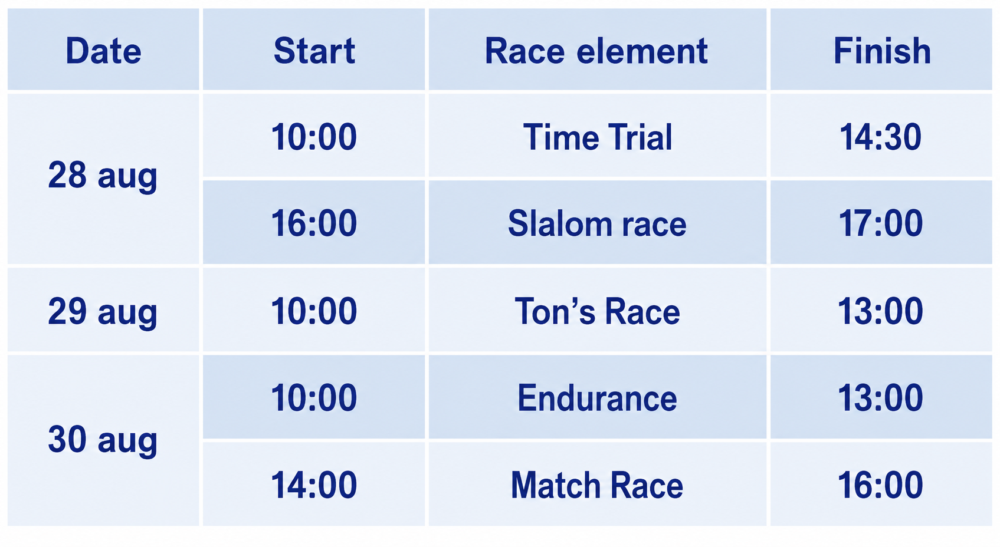 Date Start Race element Finish
28 aug
10:00 Time Trial 14:30
16:00 Slalom race 17:00
29 aug 10:00 Ton’s Race 13:00
30 aug
10:00 Endurance 13:00
14:00 Match Race 16:00